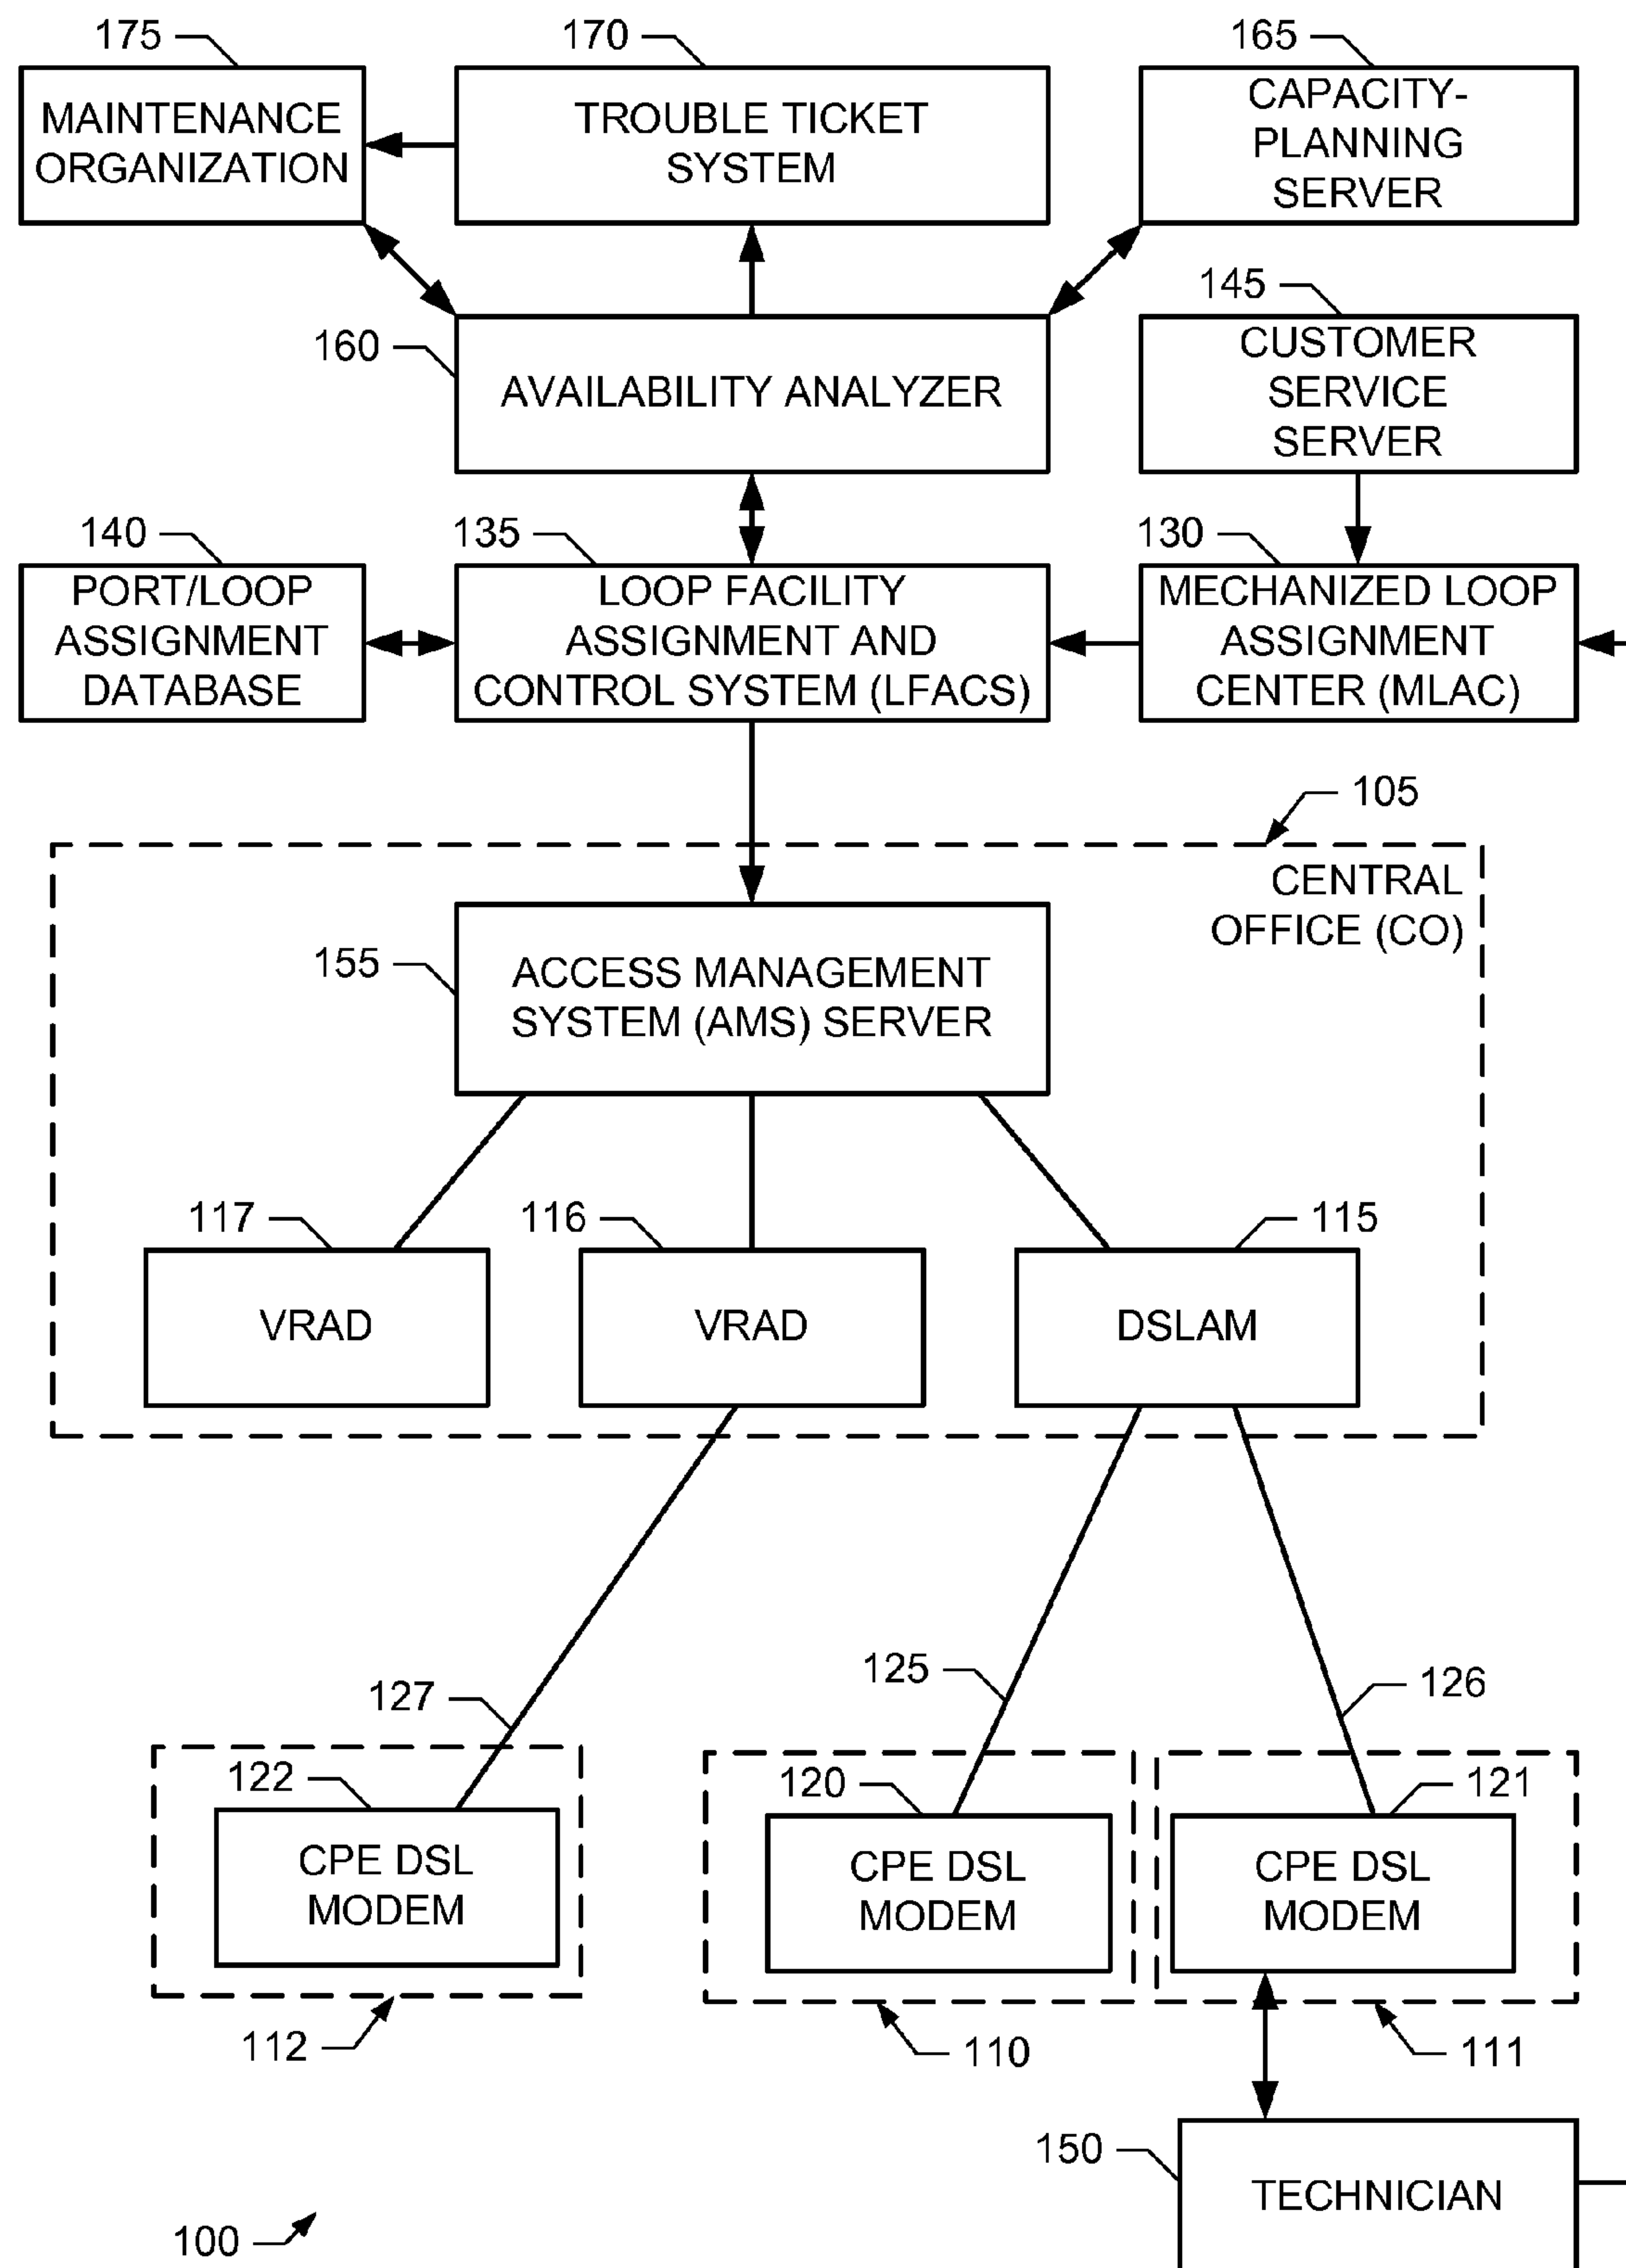 175
170
165
MAINTENANCE
ORGANIZATION
TROUBLE TICKET
SYSTEM
CAPACITY-
PLANNING
SERVER
145
160
AVAILABILITY ANALYZER
CUSTOMER
SERVICE
SERVER
140
135
130
PORT/LOOP
ASSIGNMENT
DATABASE
LOOP FACILITY
ASSIGNMENT AND
CONTROL SYSTEM (LFACS)
MECHANIZED LOOP
ASSIGNMENT
CENTER (MLAC)
105
CENTRAL
OFFICE (CO)
155
ACCESS MANAGEMENT
SYSTEM (AMS) SERVER
117
116
115
VRAD
VRAD
DSLAM
125
126
127
122
120
121
CPE DSL
MODEM
CPE DSL
MODEM
CPE DSL
MODEM
112
110
111
150
TECHNICIAN
100